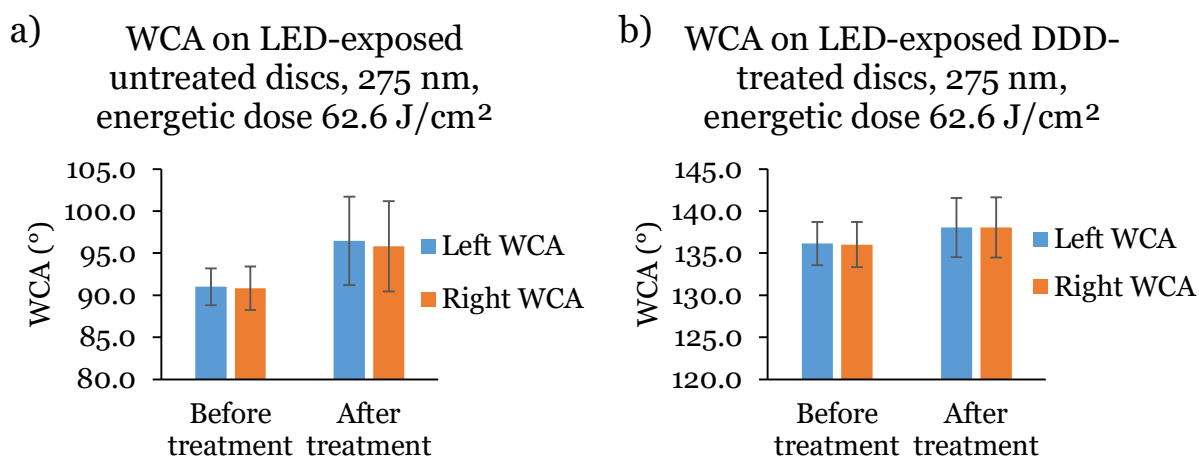 a)
WCA on LED-exposed
untreated discs, 275 nm,
energetic dose 62.6 J/cm²
105.0
100.0
95.0
90.0
85.0
80.0
WCA (°)
Before
treatment
After
treatment
Left WCA
Right WCA
b)
WCA on LED-exposed DDD-
treated discs, 275 nm,
energetic dose 62.6 J/cm²
145.0
140.0
135.0
130.0
125.0
120.0
WCA (°)
Before
treatment
After
treatment
Left WCA
Right WCA